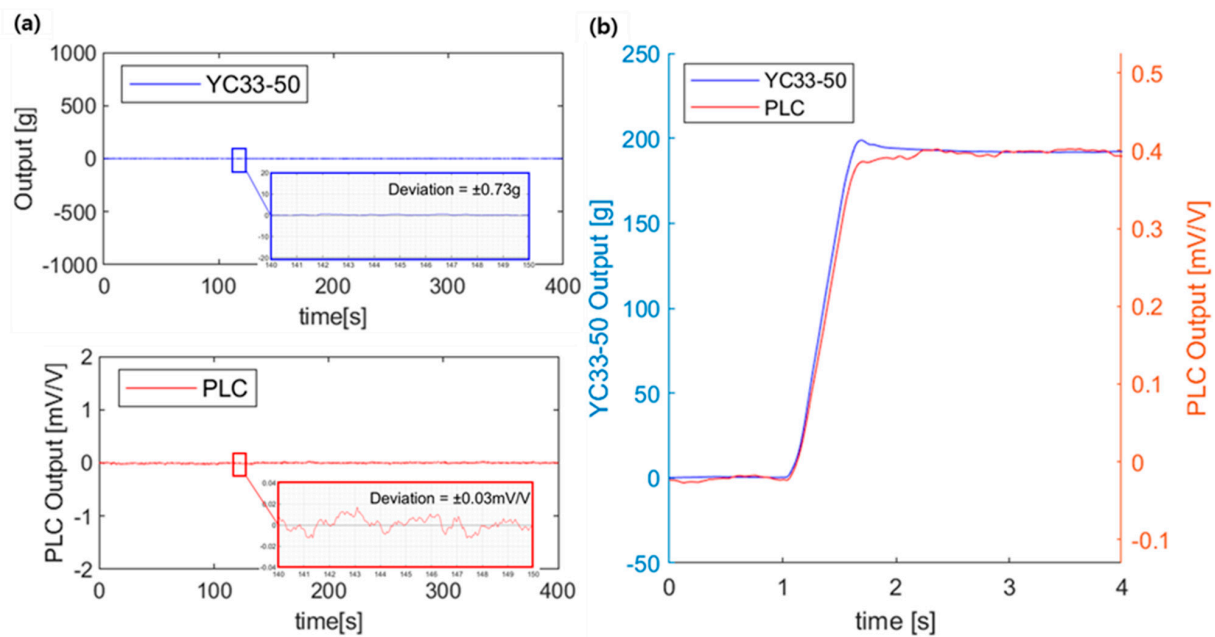 (a)
1000
500
0
-500
-1000
Output [g]
YC33-50
Deviation = ±0.73g
20
10
0
-10
-20
140 141 142 143 144 145 146 147 148 149 150
0 100 200 300 400
time[s]
2
1
0
-1
-2
PLC Output [mV/V]
PLC
Deviation = ±0.03mV/V
0.04
0.02
0
-0.02
-0.04
140 141 142 143 144 145 146 147 148 149 150
0 100 200 300 400
time[s]
(b)
250
200
150
100
50
0
-50
YC33-50 Output [g]
YC33-50
PLC
0.5
0.4
0.3
0.2
0.1
0
-0.1
PLC Output [mV/V]
0 1 2 3 4
time [s]